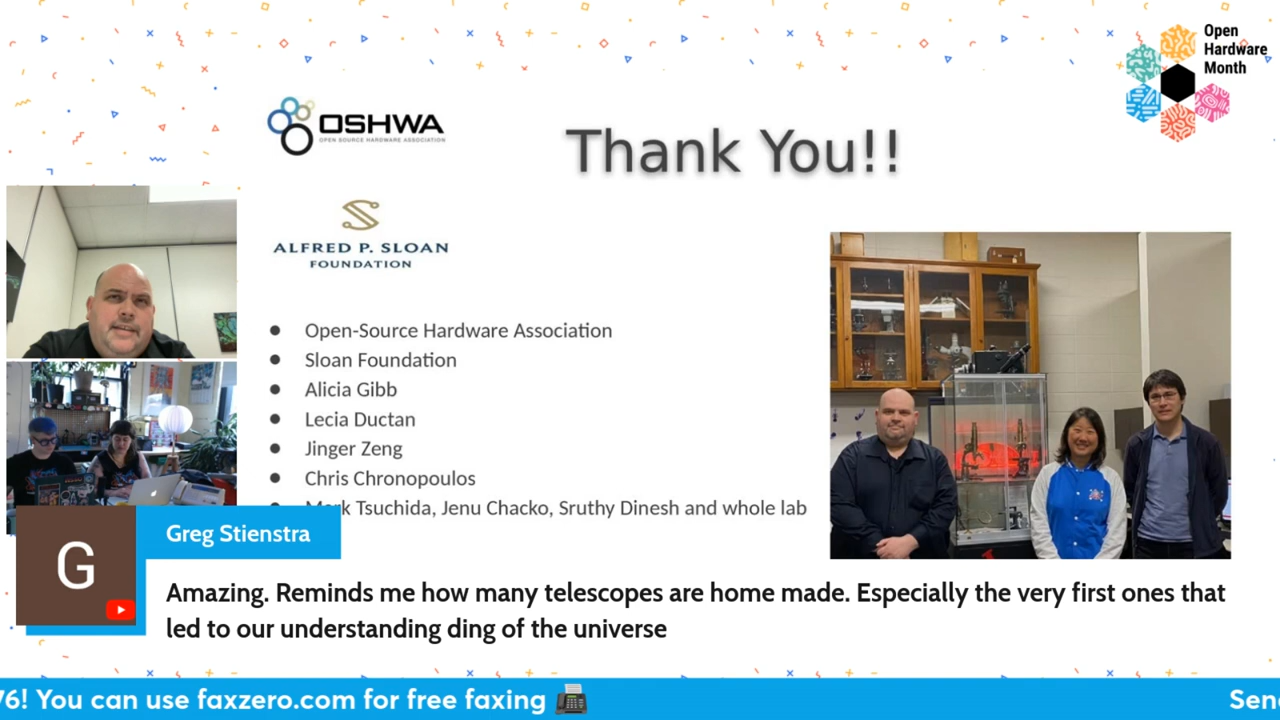 Open
Hardware
Month
OSHWA
OPEN SOURCE HARDWARE ASSOCIATION
Thank You!!
ALFRED P. SLOAN
FOUNDATION
Open-Source Hardware Association
Sloan Foundation
Alicia Gibb
Lecia Ductan
Jinger Zeng
Chris Chronopoulos
Tsuchida, Jenu Chacko, Sruthy Dinesh and whole lab
Greg Stienstra
G
Amazing. Reminds me how many telescopes are home made. Especially the very first ones that
led to our understanding ding of the universe
76! You can use faxzero.com for free faxing